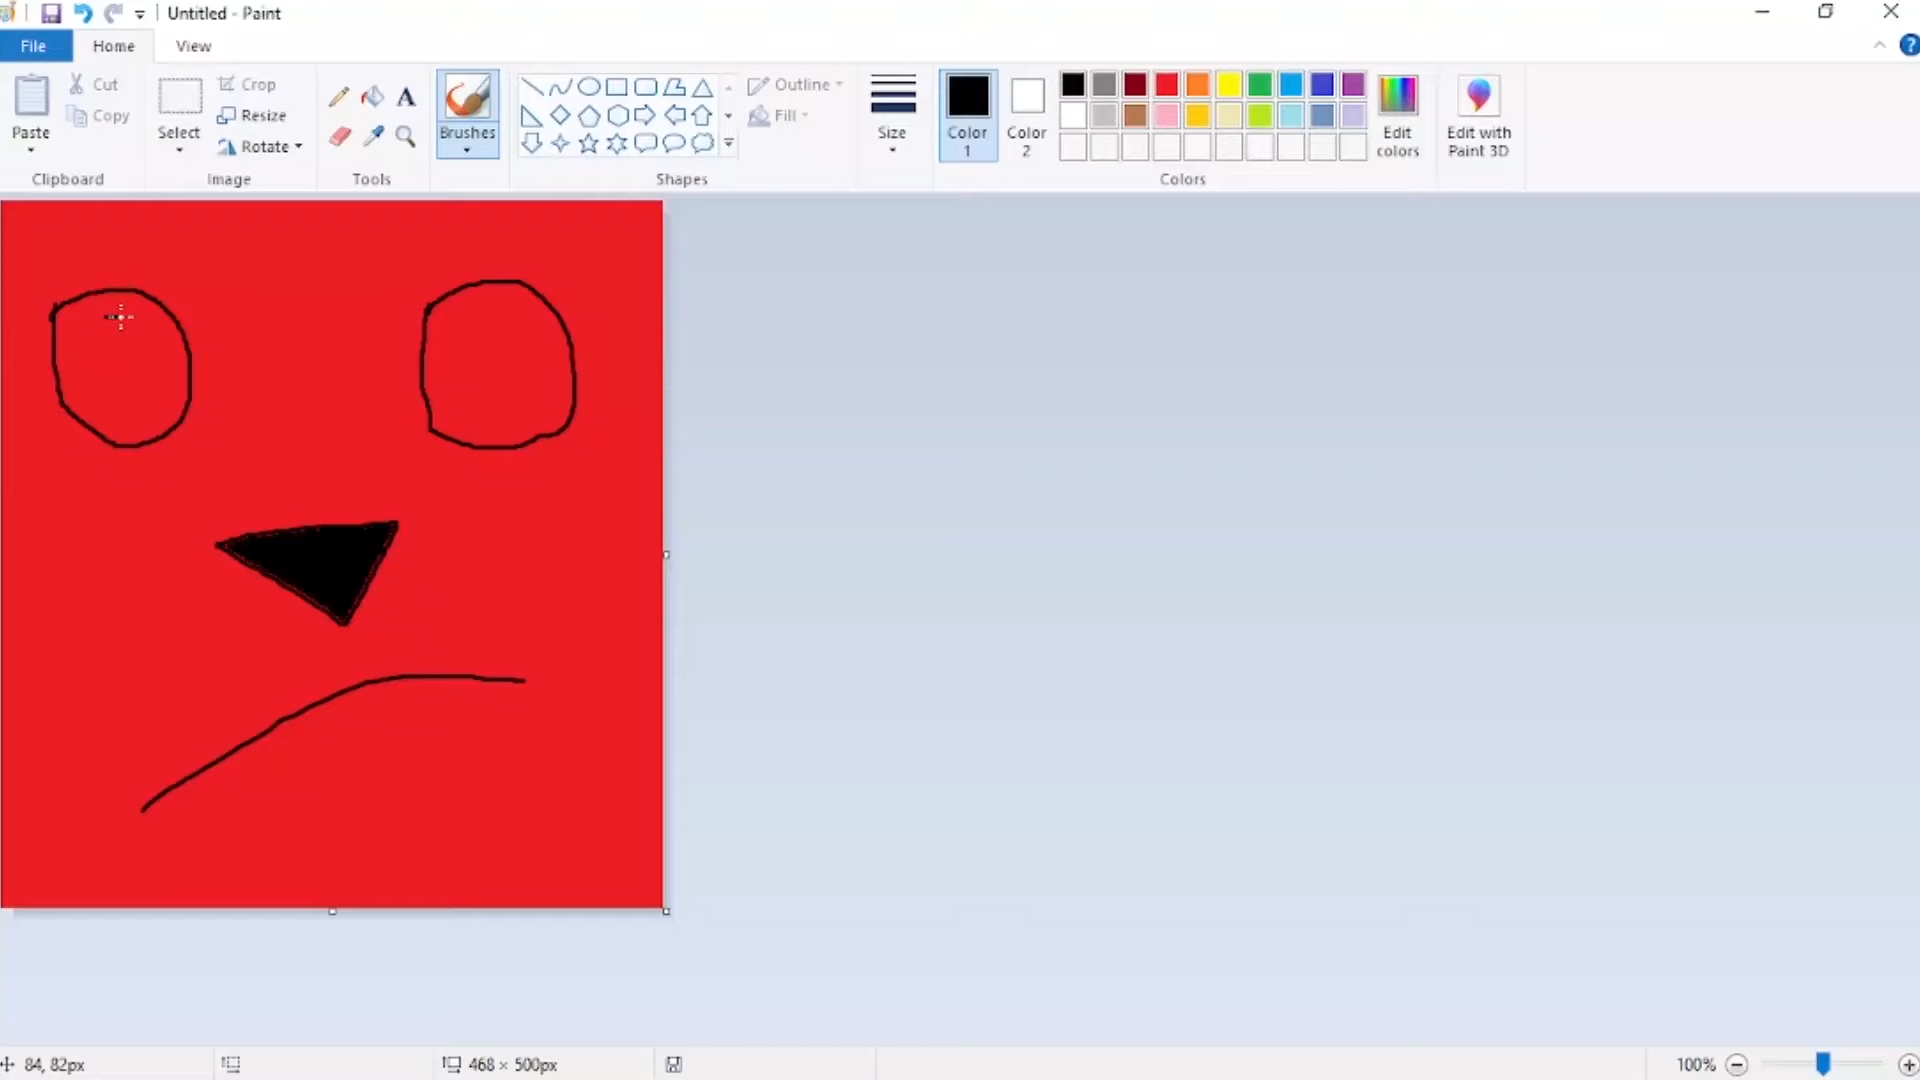 Untitled - Paint
File Home View
Paste
Cut
Copy
Clipboard
Select
Crop
Resize
Rotate
Image
A
Tools
Brushes
Outline
Fill
Shapes
Size
Color
1
Color
2
Edit
colors
Colors
Edit with
Paint 3D
84, 82px
468 × 500px
100%